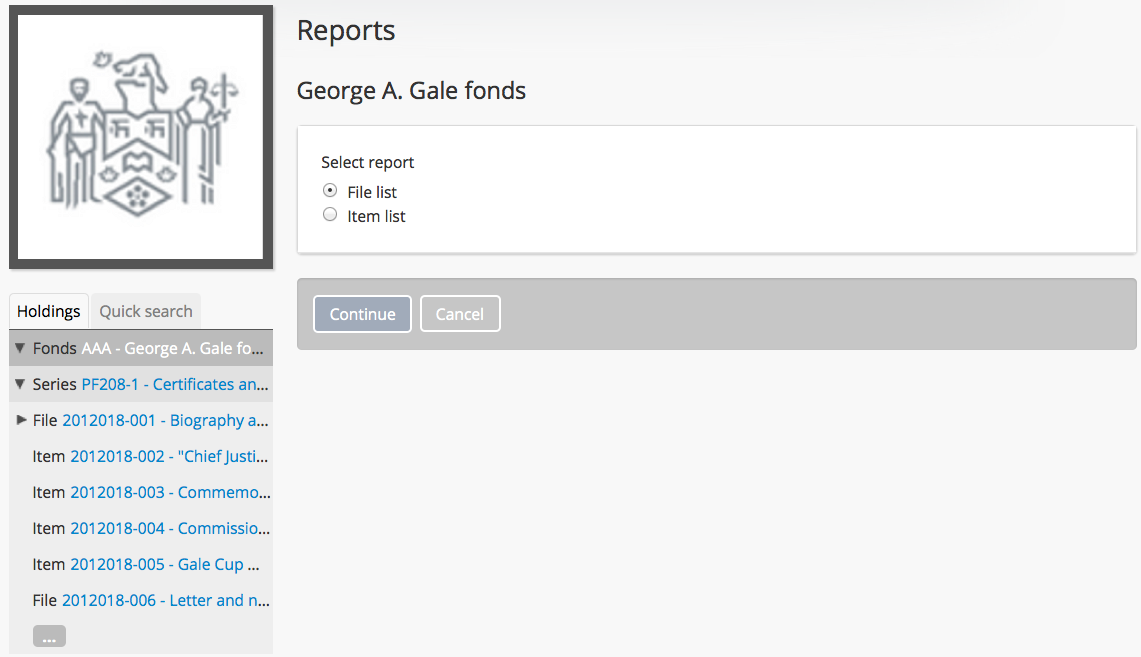 Reports
George A. Gale fonds
Select report
File list
Item list
Continue Cancel
Holdings Quick search
Fonds AAA - George A. Gale fo...
Series PF208-1 - Certificates an...
File 2012018-001 - Biography a...
Item 2012018-002 - "Chief Justi...
Item 2012018-003 - Commemo...
Item 2012018-004 - Commissio...
Item 2012018-005 - Gale Cup ...
File 2012018-006 - Letter and n...
...